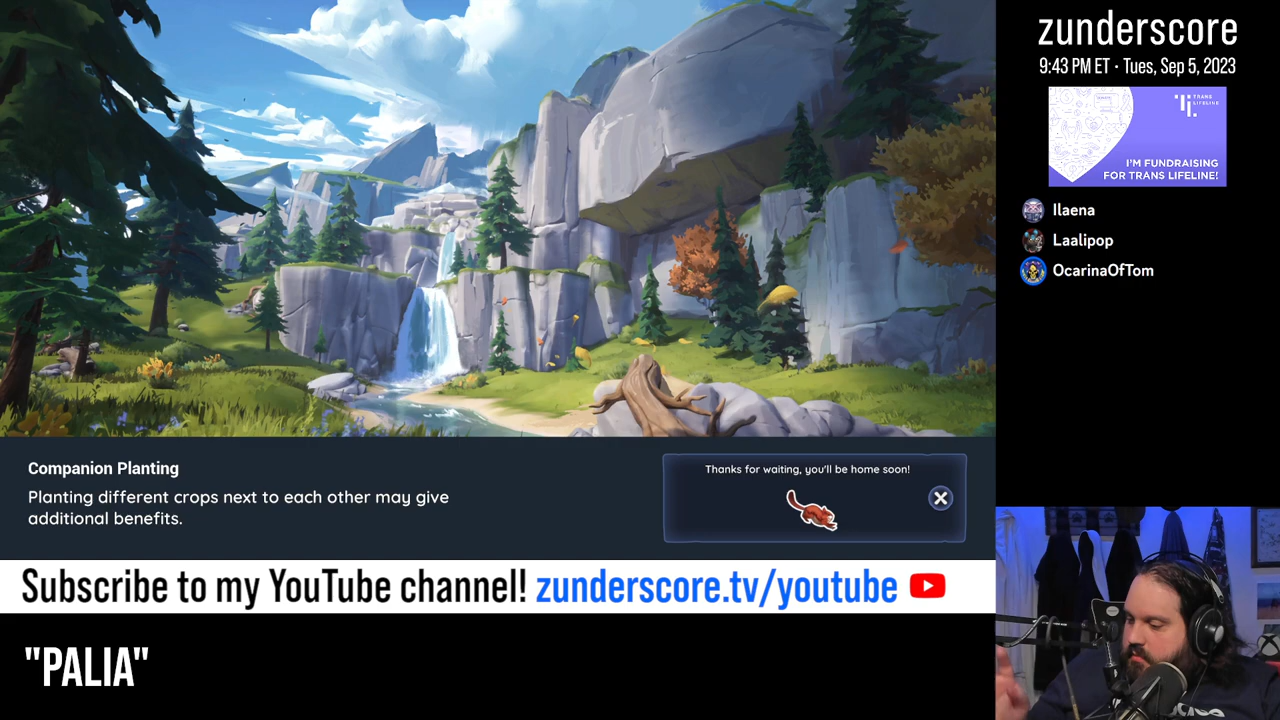 zunderscore
9:43 PM ET · Tues, Sep 5, 2023
TRANS
LIFELINE
I'M FUNDRAISING
FOR TRANS LIFELINE!
Ilaena
Laalipop
OcarinaOfTom
Companion Planting
Planting different crops next to each other may give
additional benefits.
Thanks for waiting, you'll be home soon!
Subscribe to my YouTube channel! zunderscore.tv/youtube
"PALIA"